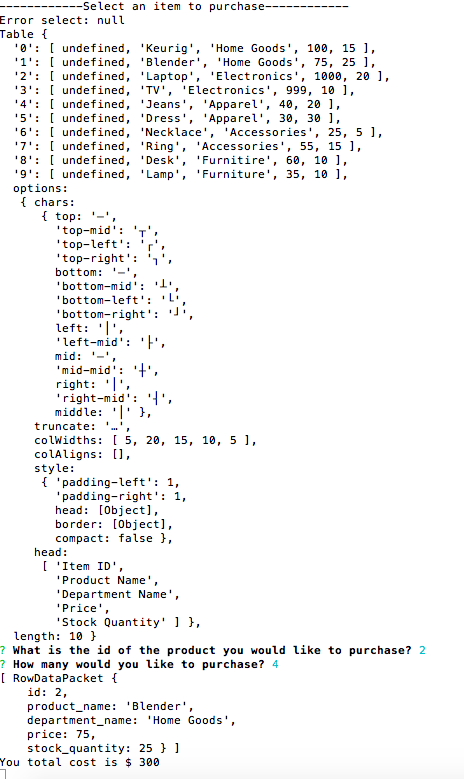 ------------Select an item to purchase------------
Error select: null
Table {
  '0': [ undefined, 'Keurig', 'Home Goods', 100, 15 ],
  '1': [ undefined, 'Blender', 'Home Goods', 75, 25 ],
  '2': [ undefined, 'Laptop', 'Electronics', 1000, 20 ],
  '3': [ undefined, 'TV', 'Electronics', 999, 10 ],
  '4': [ undefined, 'Jeans', 'Apparel', 40, 20 ],
  '5': [ undefined, 'Dress', 'Apparel', 30, 30 ],
  '6': [ undefined, 'Necklace', 'Accessories', 25, 5 ],
  '7': [ undefined, 'Ring', 'Accessories', 55, 15 ],
  '8': [ undefined, 'Desk', 'Furnitire', 60, 10 ],
  '9': [ undefined, 'Lamp', 'Furniture', 35, 10 ],
  options:
   { chars:
      { top: '─',
        'top-mid': '┬',
        'top-left': '┌',
        'top-right': '┐',
        bottom: '─',
        'bottom-mid': '┴',
        'bottom-left': '└',
        'bottom-right': '┘',
        left: '│',
        'left-mid': '├',
        mid: '─',
        'mid-mid': '┼',
        right: '│',
        'right-mid': '┤',
        middle: '│' },
     truncate: '…',
     colWidths: [ 5, 20, 15, 10, 5 ],
     colAligns: [],
     style:
      { 'padding-left': 1,
        'padding-right': 1,
        head: [Object],
        border: [Object],
        compact: false },
     head:
      [ 'Item ID',
        'Product Name',
        'Department Name',
        'Price',
        'Stock Quantity' ] },
  length: 10 }
? What is the id of the product you would like to purchase? 2
? How many would you like to purchase? 4
[ RowDataPacket {
    id: 2,
    product_name: 'Blender',
    department_name: 'Home Goods',
    price: 75,
    stock_quantity: 25 } ]
You total cost is $ 300